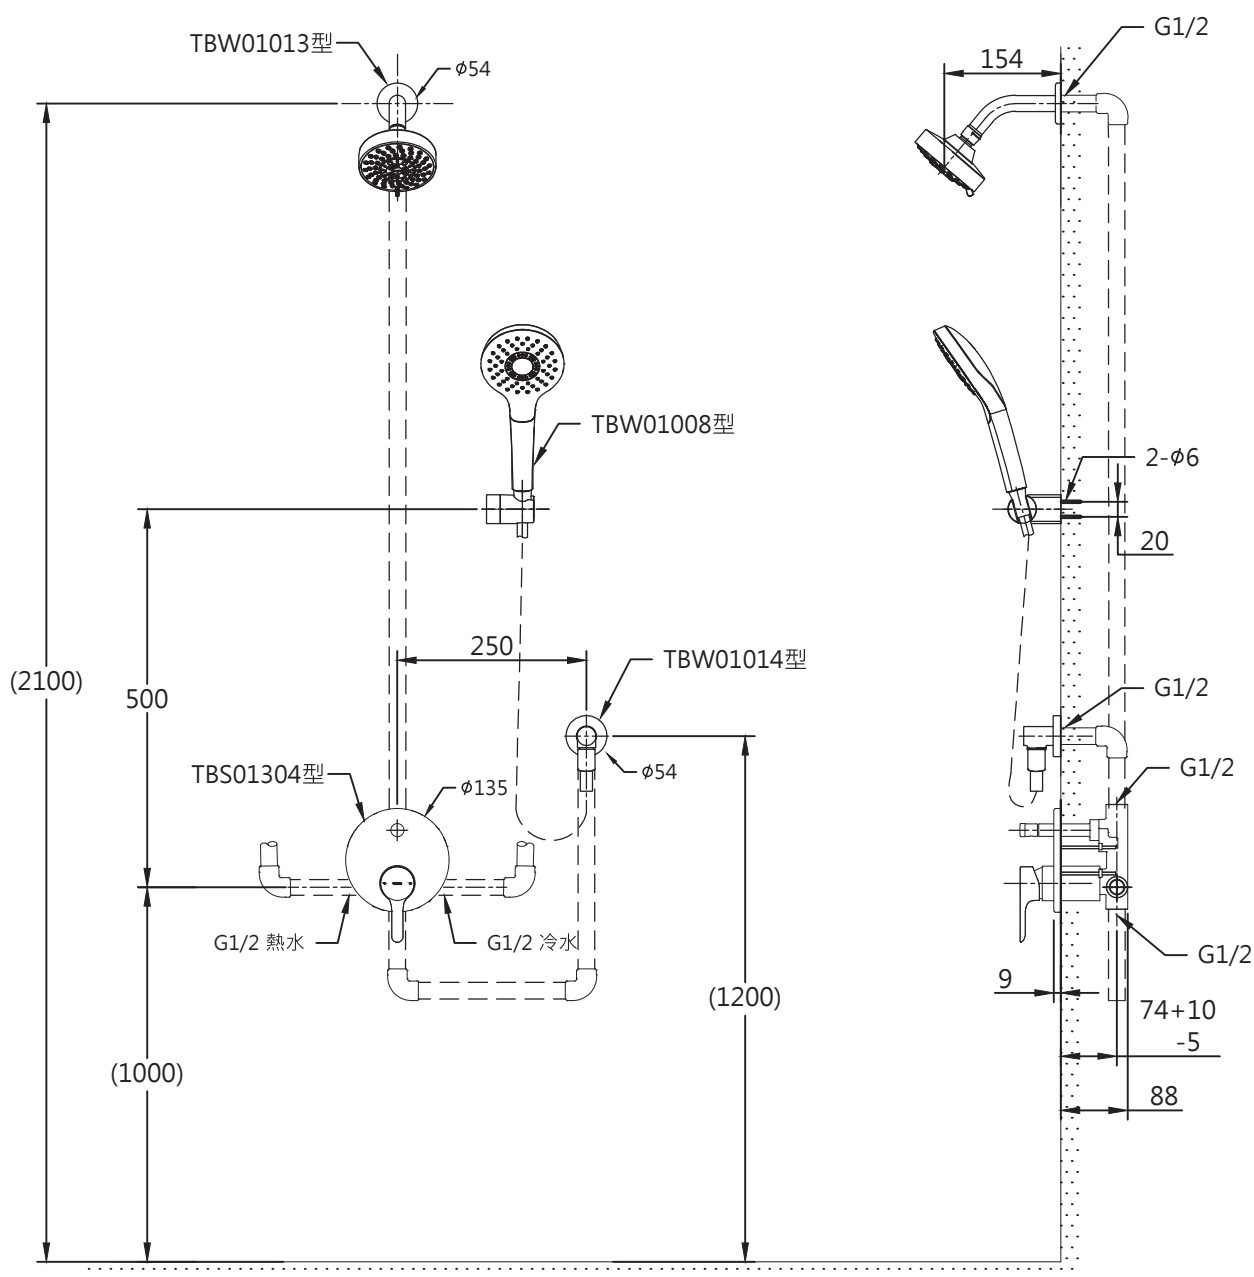 TBW01013型
φ54
154
G1/2
TBW01008型
2-φ6
20
250
TBW01014型
(2100)
500
G1/2
TBS01304型
φ135
φ54
G1/2
G1/2 熱水
G1/2 冷水
G1/2
9
(1200)
74+10
-5
(1000)
88